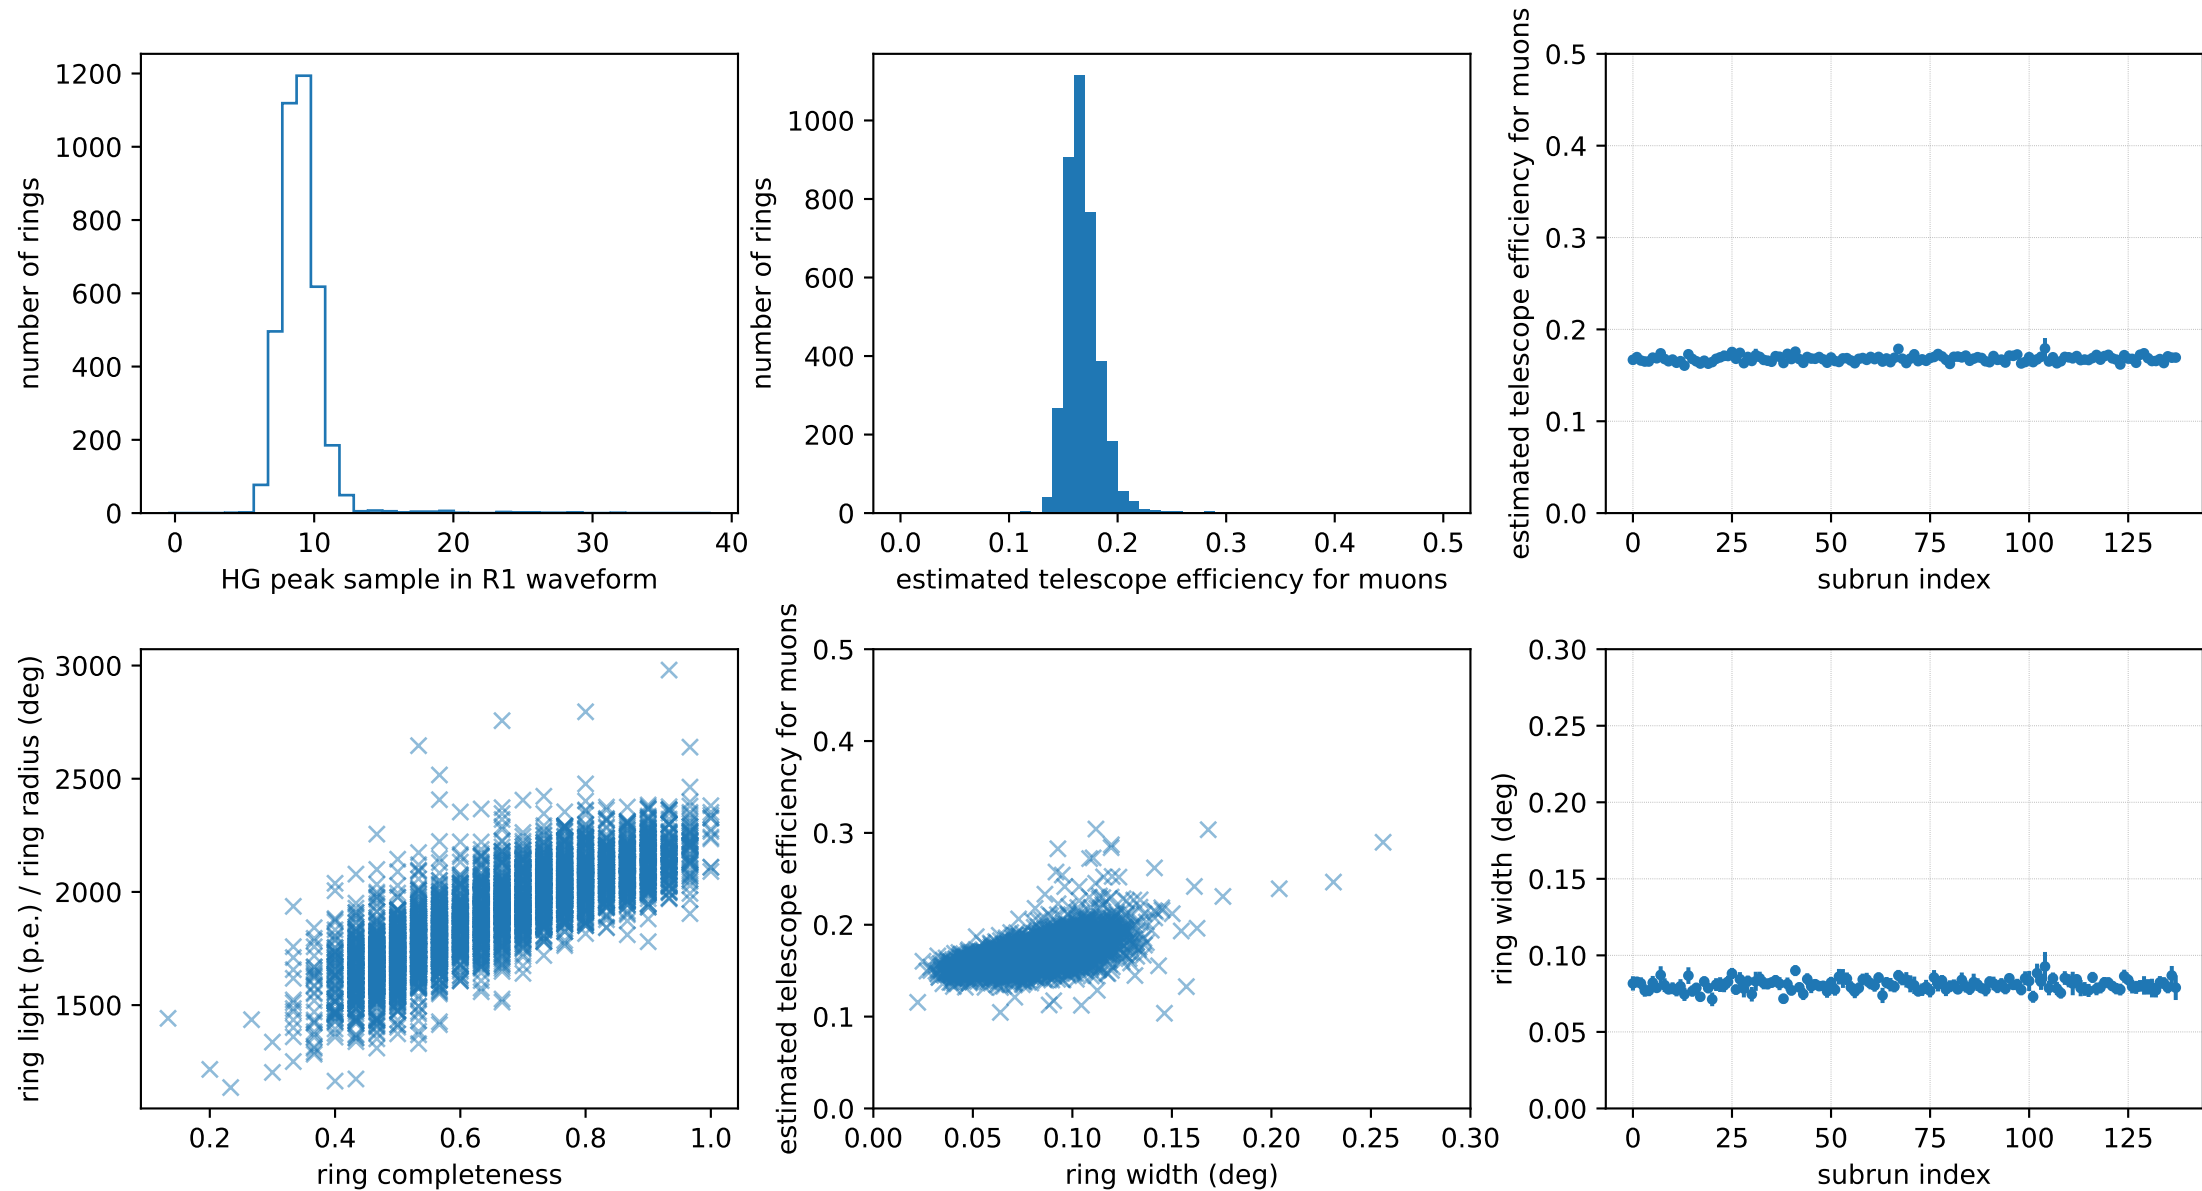 1200
1000
800
600
400
200
0
number of rings
0 10 20 30 40
HG peak sample in R1 waveform
1000
800
600
400
200
0
number of rings
0.0 0.1 0.2 0.3 0.4 0.5
estimated telescope efficiency for muons
0.5
0.4
0.3
0.2
0.1
0.0
estimated telescope efficiency for muons
0 25 50 75 100 125
subrun index
3000
2500
2000
1500
ring light (p.e.) / ring radius (deg)
0.2 0.4 0.6 0.8 1.0
ring completeness
0.5
0.4
0.3
0.2
0.1
0.0
estimated telescope efficiency for muons
0.00 0.05 0.10 0.15 0.20 0.25 0.30
ring width (deg)
0.30
0.25
0.20
0.15
0.10
0.05
0.00
ring width (deg)
0 25 50 75 100 125
subrun index